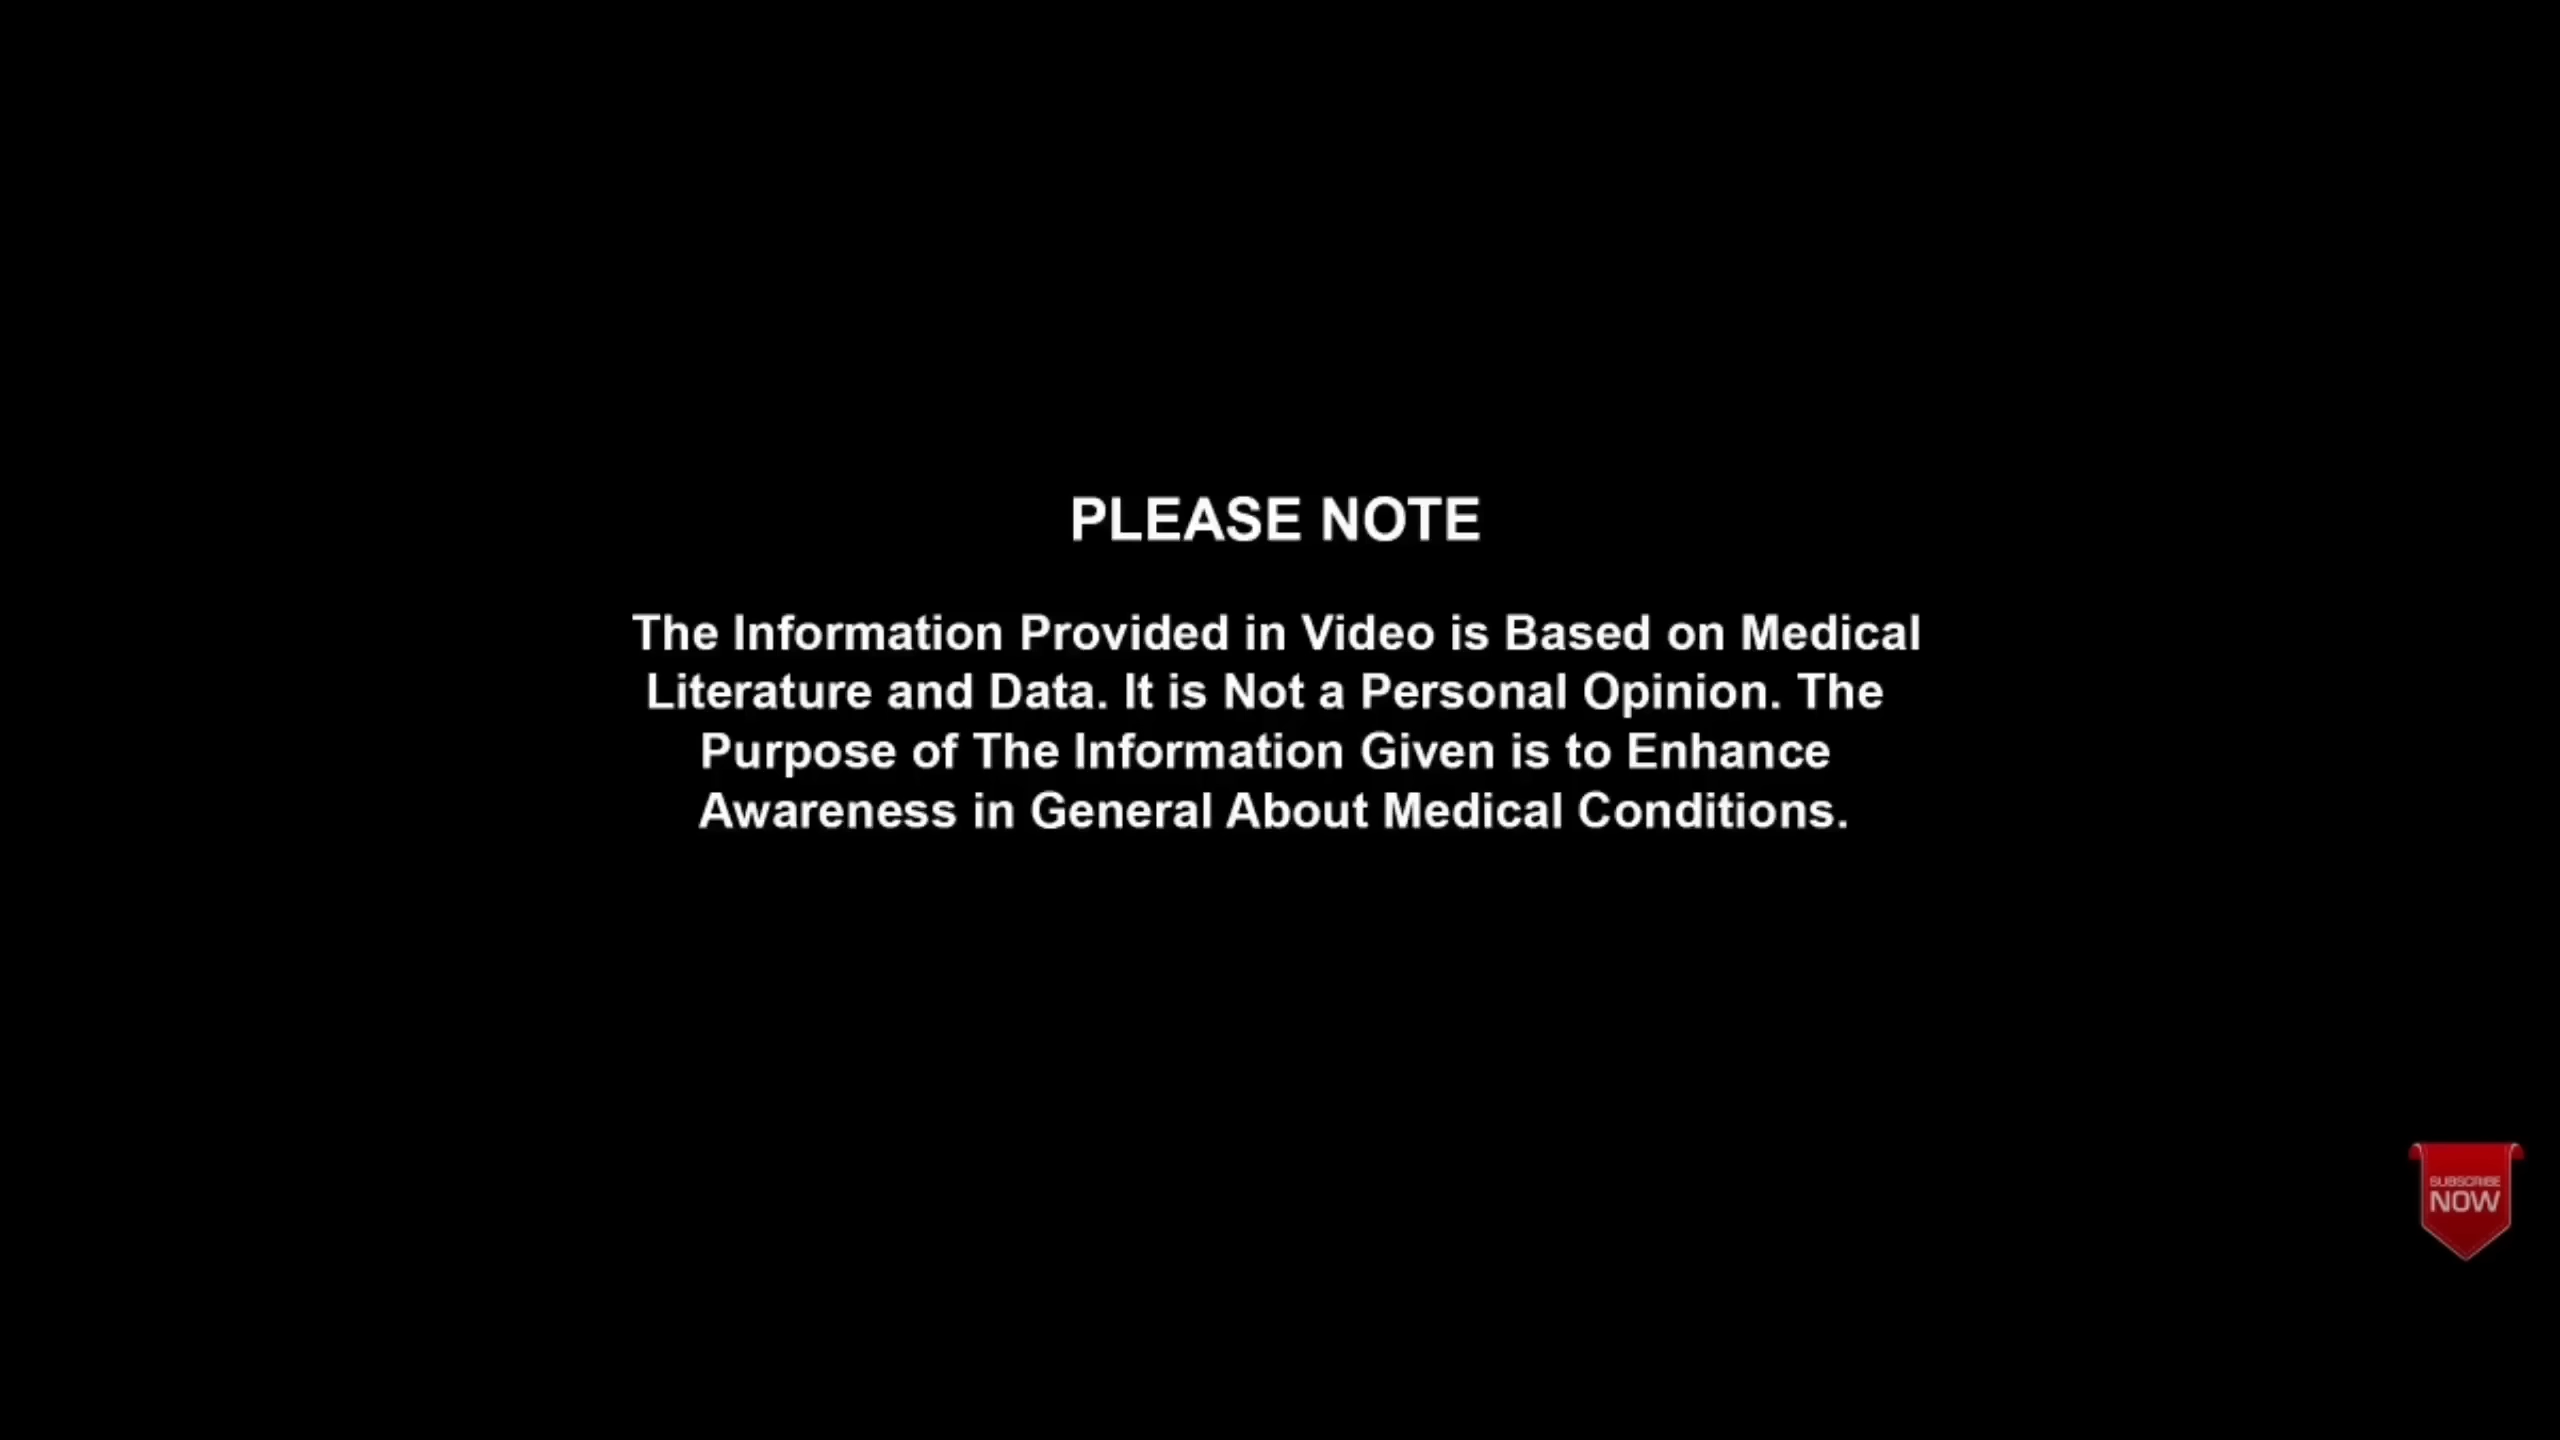 PLEASE NOTE
The Information Provided in Video is Based on Medical
Literature and Data. It is Not a Personal Opinion. The
Purpose of The Information Given is to Enhance
Awareness in General About Medical Conditions.
SUBSCRIBE
NOW